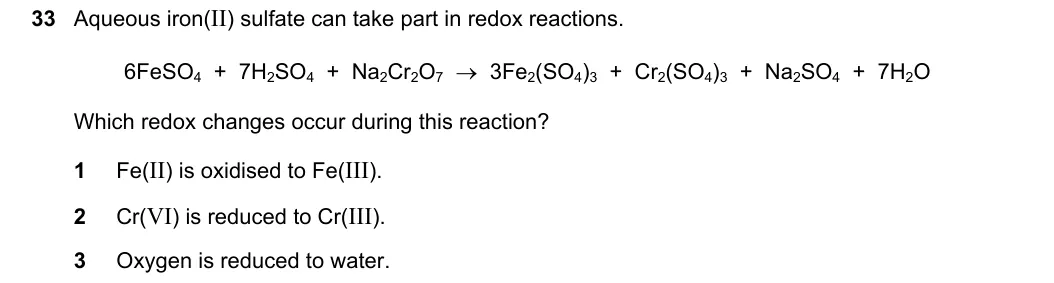 33 Aqueous iron(II) sulfate can take part in redox reactions.
6FeSO₄ + 7H₂SO₄ + Na₂Cr₂O₇ → 3Fe₂(SO₄)₃ + Cr₂(SO₄)₃ + Na₂SO₄ + 7H₂O
Which redox changes occur during this reaction?
1 Fe(II) is oxidised to Fe(III).
2 Cr(VI) is reduced to Cr(III).
3 Oxygen is reduced to water.